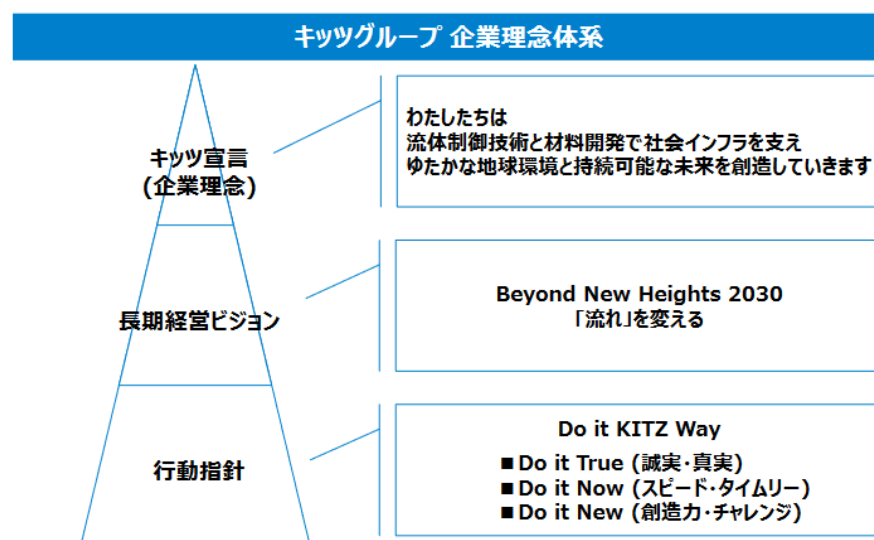 キッツグループ 企業理念体系
キッツ宣言
(企業理念)
わたしたちは
流体制御技術と材料開発で社会インフラを支え
ゆたかな地球環境と持続可能な未来を創造していきます
長期経営ビジョン
Beyond New Heights 2030
「流れ」を変える
行動指針
Do it KITZ Way
■ Do it True (誠実・真実)
■ Do it Now (スピード・タイムリー)
■ Do it New (創造力・チャレンジ)